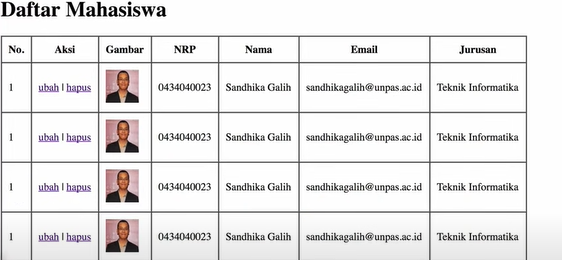 Daftar Mahasiswa
No. Aksi Gambar NRP Nama Email Jurusan
1 ubah | hapus 0434040023 Sandhika Galih sandhikagalih@unpas.ac.id Teknik Informatika
1 ubah | hapus 0434040023 Sandhika Galih sandhikagalih@unpas.ac.id Teknik Informatika
1 ubah | hapus 0434040023 Sandhika Galih sandhikagalih@unpas.ac.id Teknik Informatika
1 ubah | hapus 0434040023 Sandhika Galih sandhikagalih@unpas.ac.id Teknik Informatika